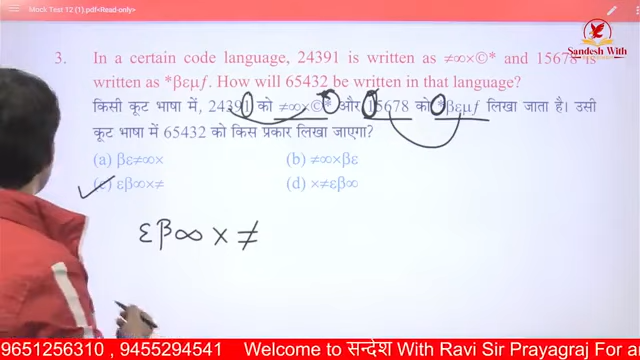 Mock Test 12 (1).pdf<Read-only>
Sandesh With
Ravi Sir
3. In a certain code language, 24391 is written as ≠∞×©* and 15678 is
written as *βεμƒ. How will 65432 be written in that language?
किसी कूट भाषा में, 24391 को ≠∞×©* और 15678 को *βεμƒ लिखा जाता है। उसी
कूट भाषा में 65432 को किस प्रकार लिखा जाएगा?
(a) βε≠∞×
(b) ≠∞×βε
(c) εβ∞×≠
(d) ×≠εβ∞
εβ∞×≠
9651256310 , 9455294541 Welcome to सन्देश With Ravi Sir Prayagraj For a